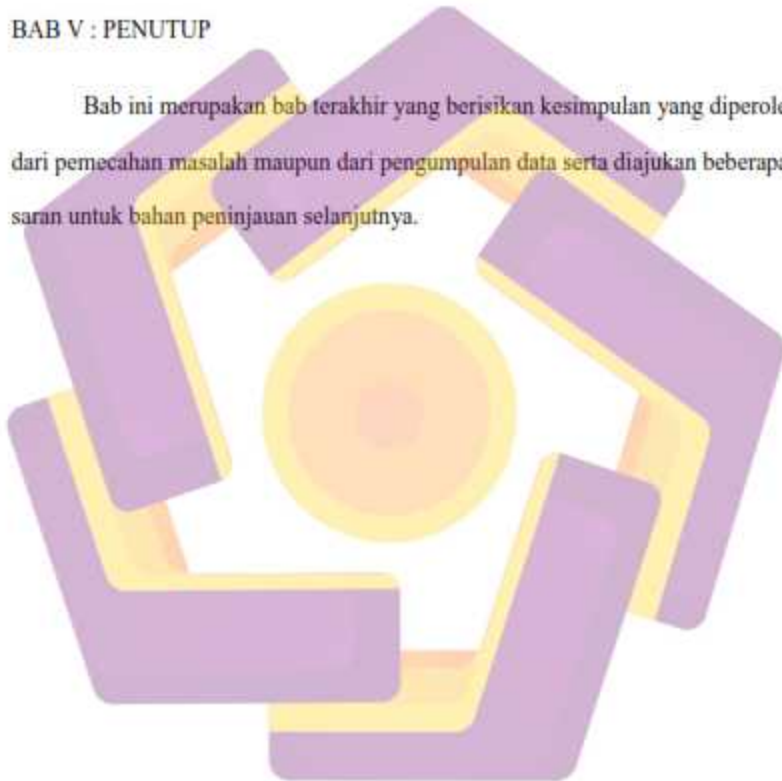 BAB V : PENUTUP
Bab ini merupakan bab terakhir yang berisikan kesimpulan yang diperole
dari pemecahan masalah maupun dari pengumpulan data serta diajukan beberapa
saran untuk bahan peninjauan selanjutnya.